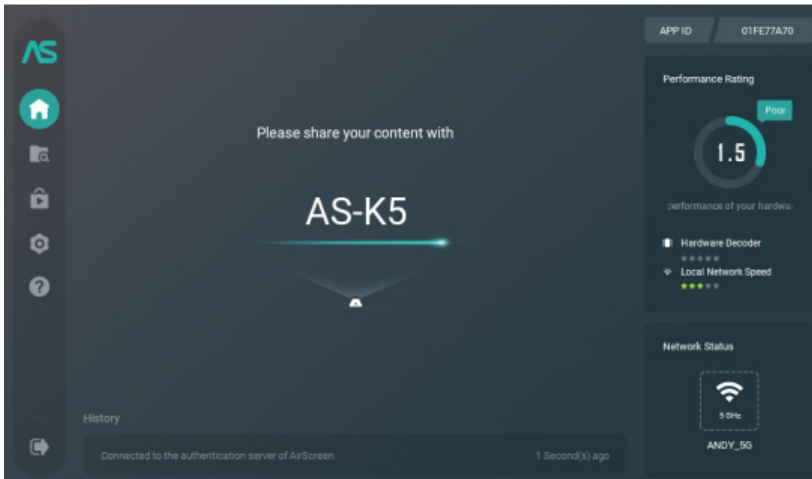 AS
APP ID
01FE77A70
Performance Rating
Poor
1.5
performance of your hardwa
Hardware Decoder
Local Network Speed
Please share your content with
AS-K5
Network Status
5 GHz
ANDY_5G
History
Connected to the authentication server of AirScreen.
1 Second(s) ago